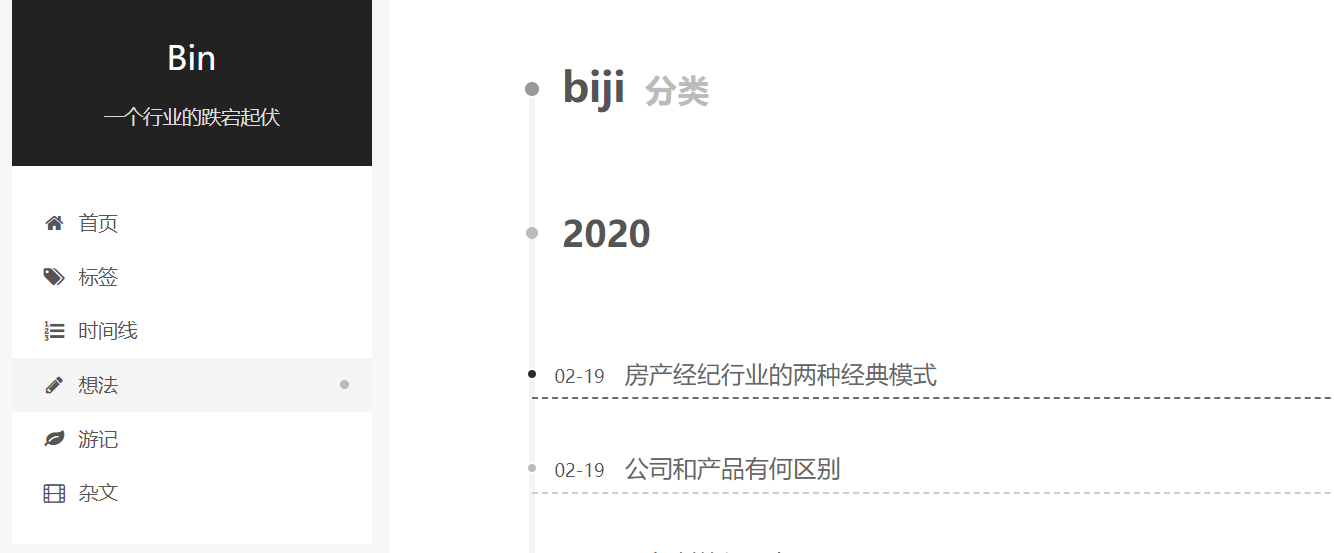 Bin
一个行业的跌宕起伏
首页
标签
时间线
想法
游记
杂文
biji 分类
2020
02-19 房产经纪行业的两种经典模式
02-19 公司和产品有何区别